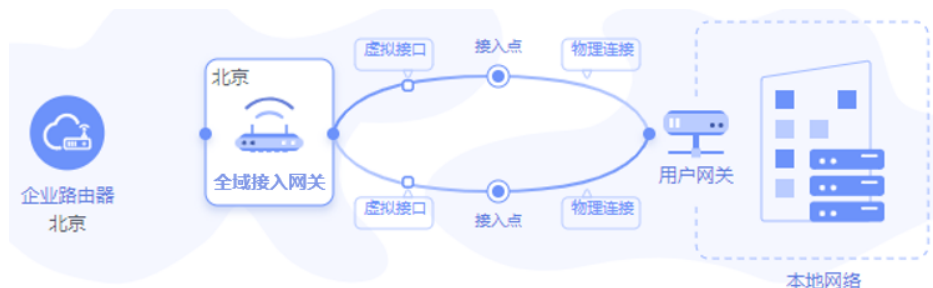 虚拟接口
接入点
物理连接
北京
全域接入网关
企业路由器
北京
用户网关
虚拟接口
接入点
物理连接
本地网络